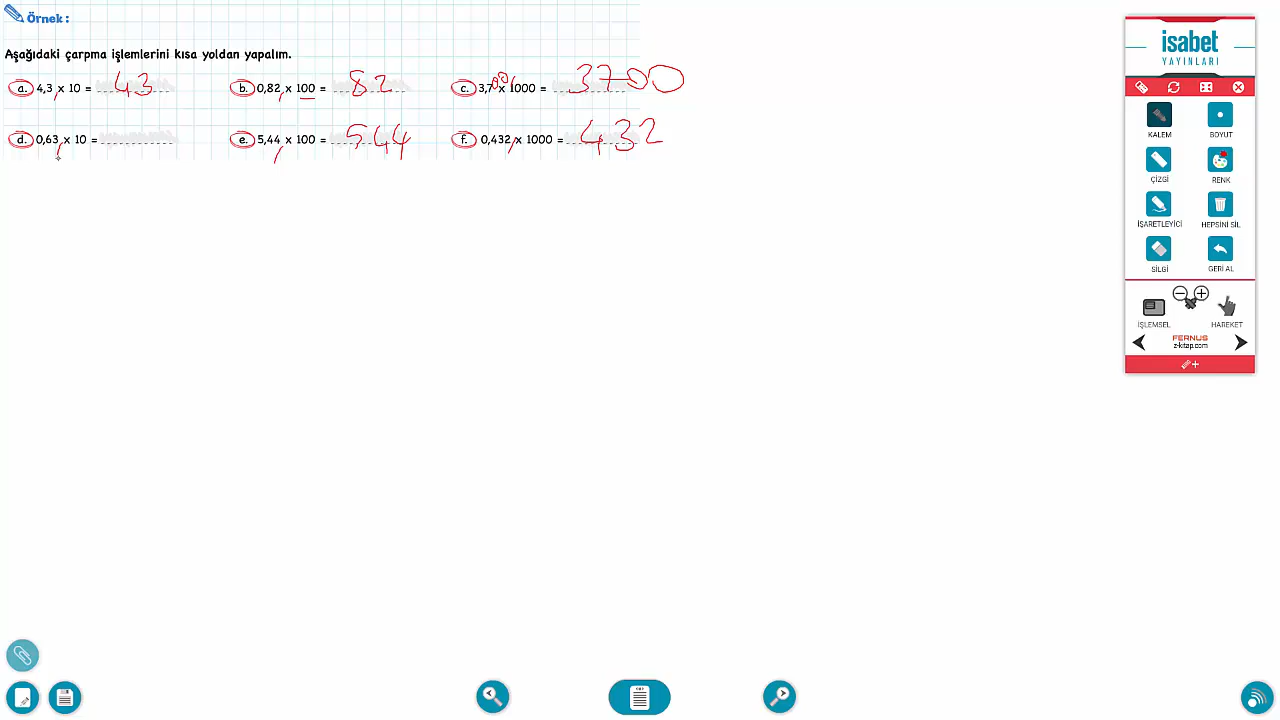 Örnek :
Aşağıdaki çarpma işlemlerini kısa yoldan yapalım.
a. 4,3 , x 10 = 43
b. 0,82 , x 100 = 82
c. 3,7 00, x 1000 = 3700
d. 0,63 , x 10 =
e. 5,44 , x 100 = 544
f. 0,432 , x 1000 = 432
isabet
YAYINLARI
KALEM
BOYUT
ÇİZGİ
RENK
İŞARETLEYİCİ
HEPSİNİ SİL
SİLGİ
GERİ AL
İŞLEMSEL
HAREKET
FERNUS
z-kitap.com